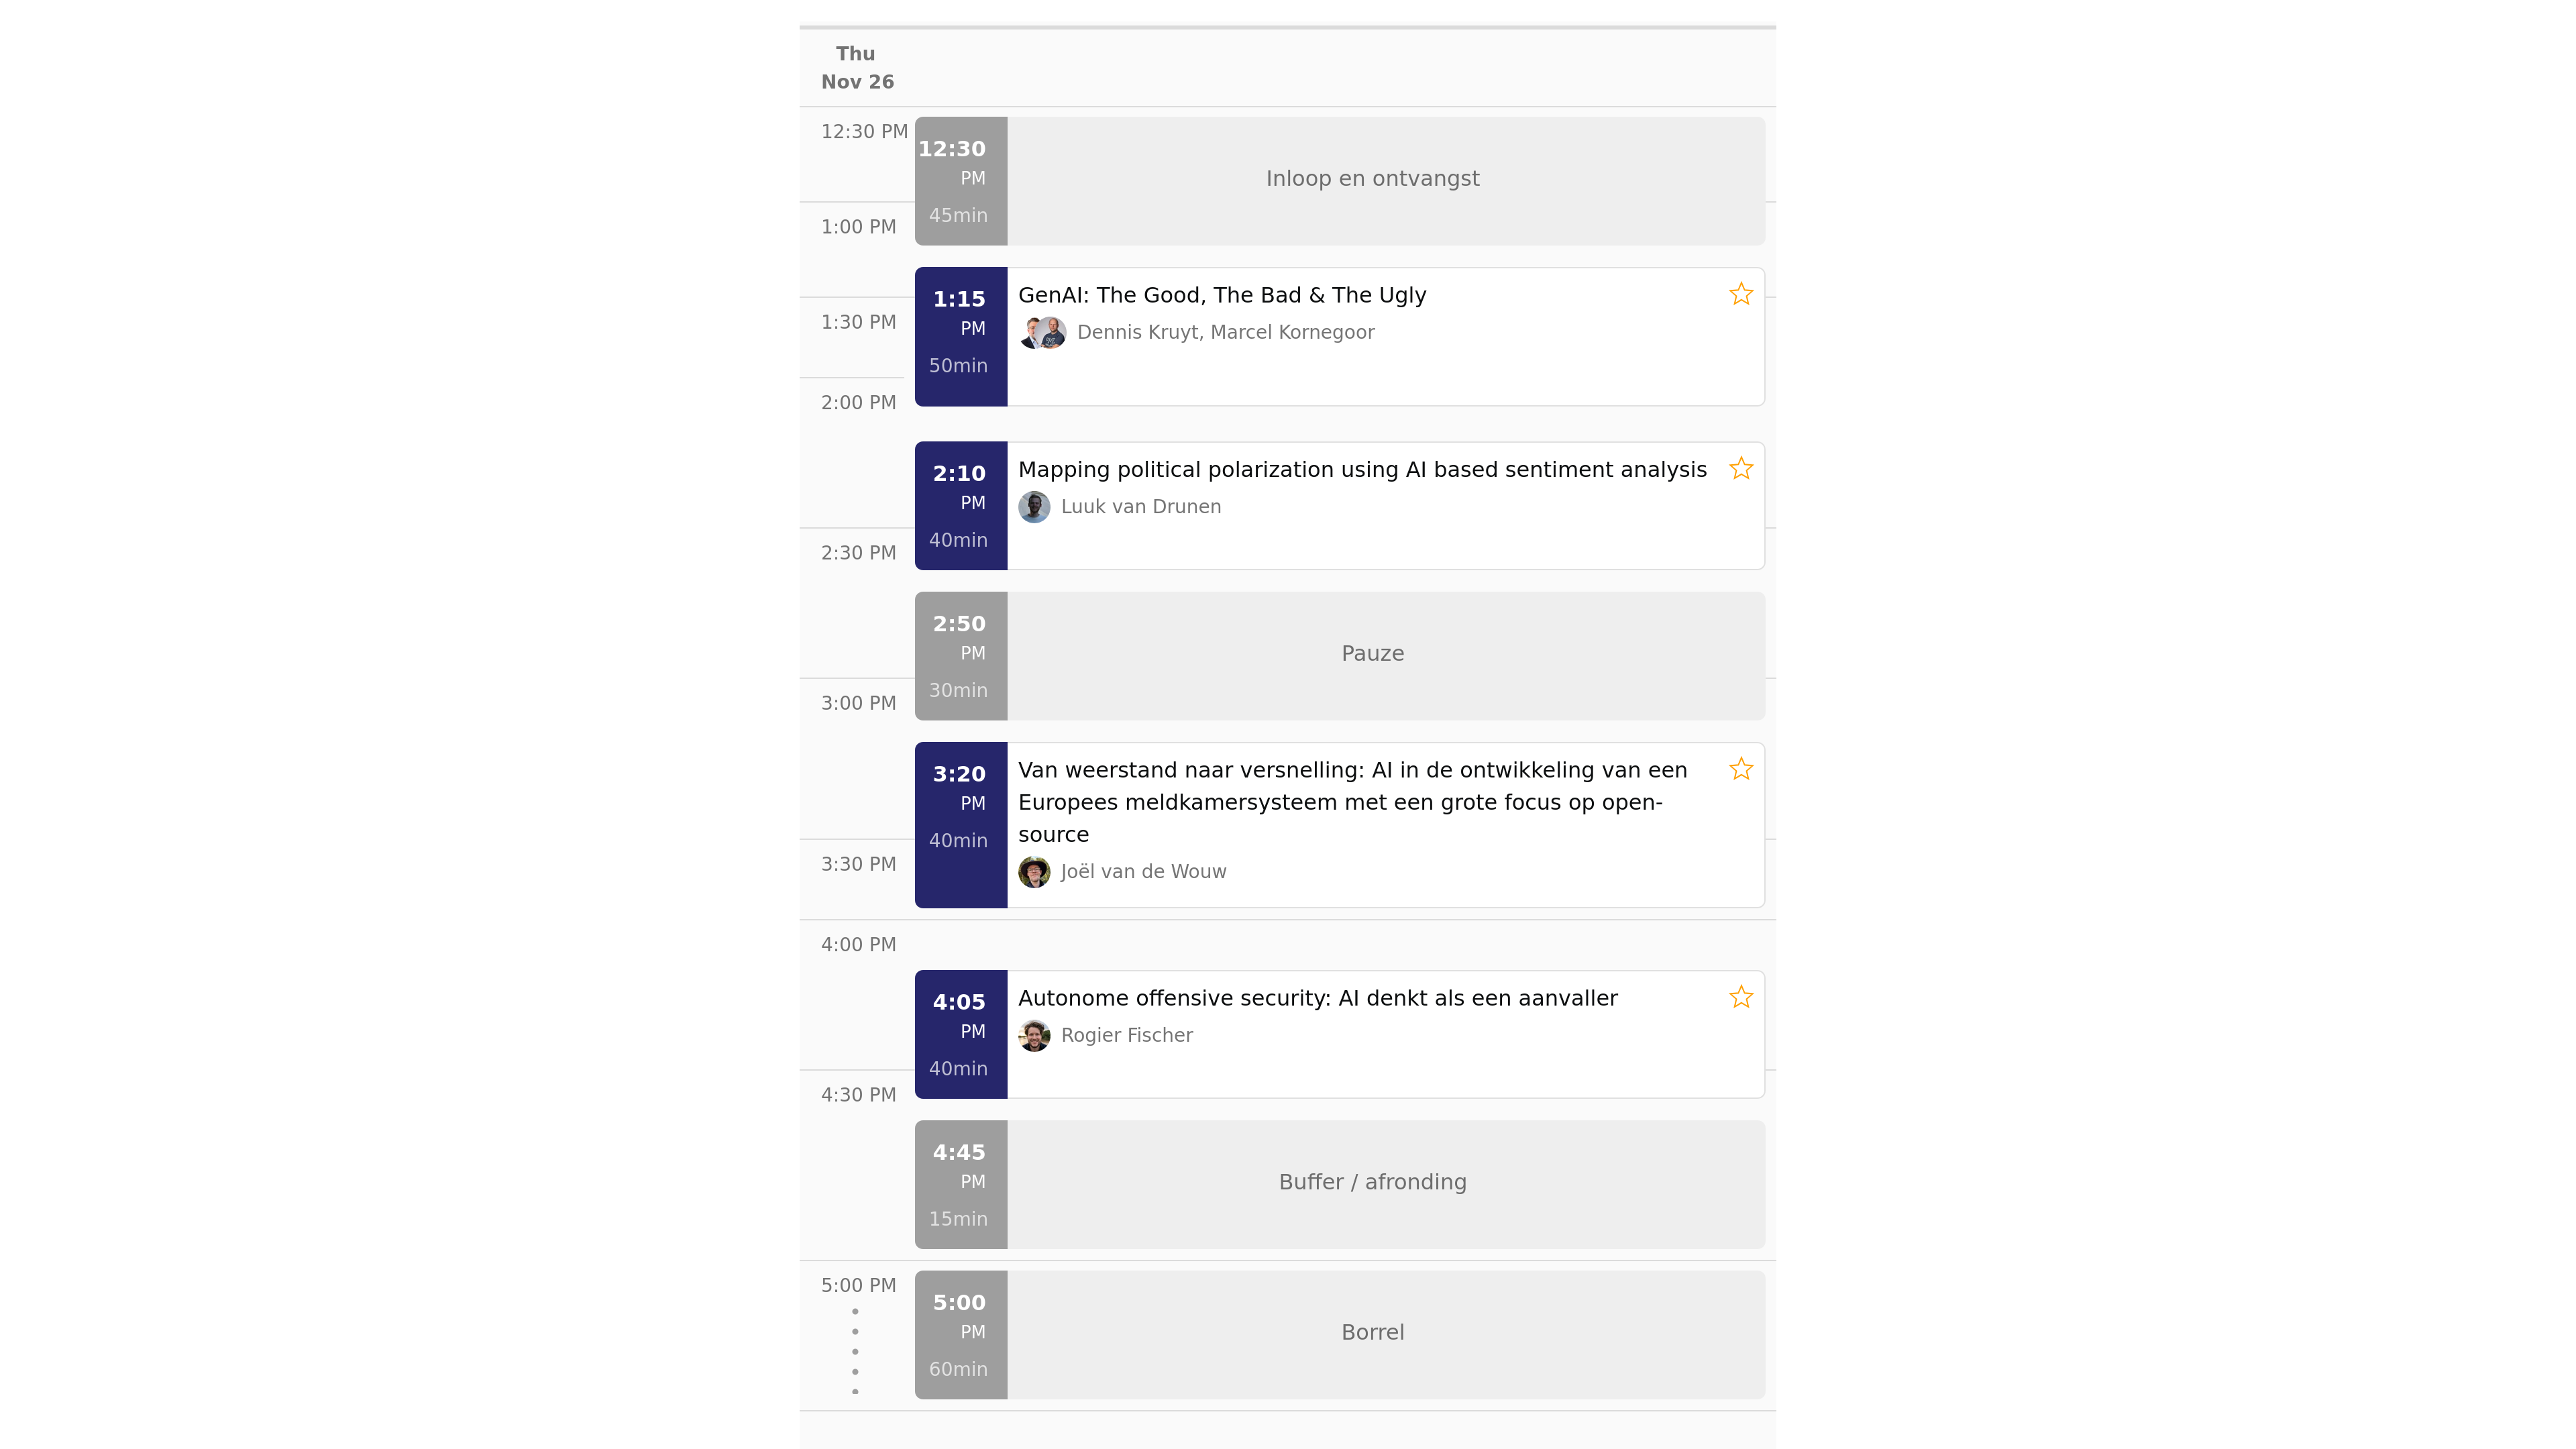 Thu
Nov 26
12:30 PM
12:30
PM
45min
Inloop en ontvangst
1:00 PM
1:15
PM
50min
GenAI: The Good, The Bad & The Ugly
Dennis Kruyt, Marcel Kornegoor
1:30 PM
2:00 PM
2:10
PM
40min
Mapping political polarization using AI based sentiment analysis
Luuk van Drunen
2:30 PM
2:50
PM
30min
Pauze
3:00 PM
3:20
PM
40min
Van weerstand naar versnelling: AI in de ontwikkeling van een
Europees meldkamersysteem met een grote focus op open-
source
Joël van de Wouw
3:30 PM
4:00 PM
4:05
PM
40min
Autonome offensive security: AI denkt als een aanvaller
Rogier Fischer
4:30 PM
4:45
PM
15min
Buffer / afronding
5:00 PM
5:00
PM
60min
Borrel